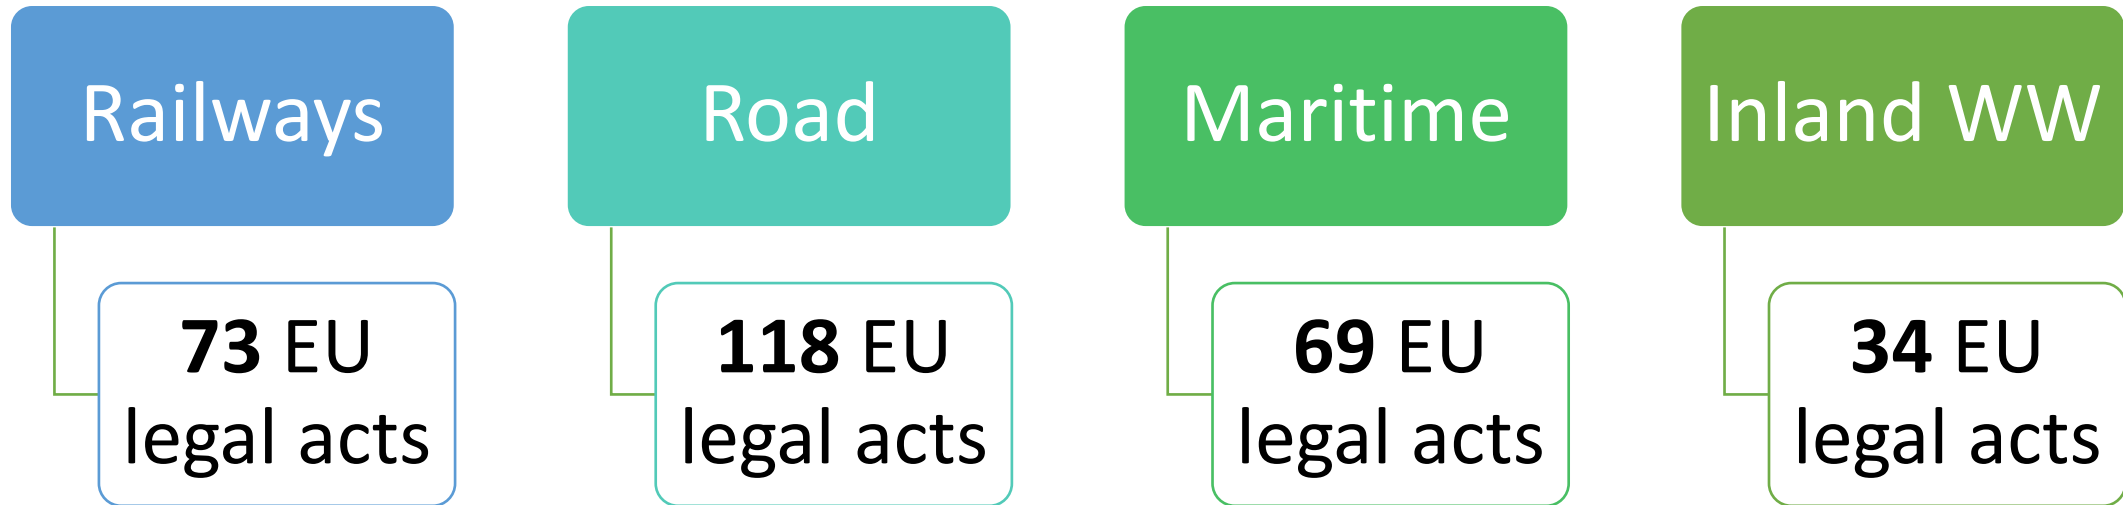 Railways
73 EU
legal acts
Road
118 EU
legal acts
Maritime
69 EU
legal acts
Inland WW
34 EU
legal acts